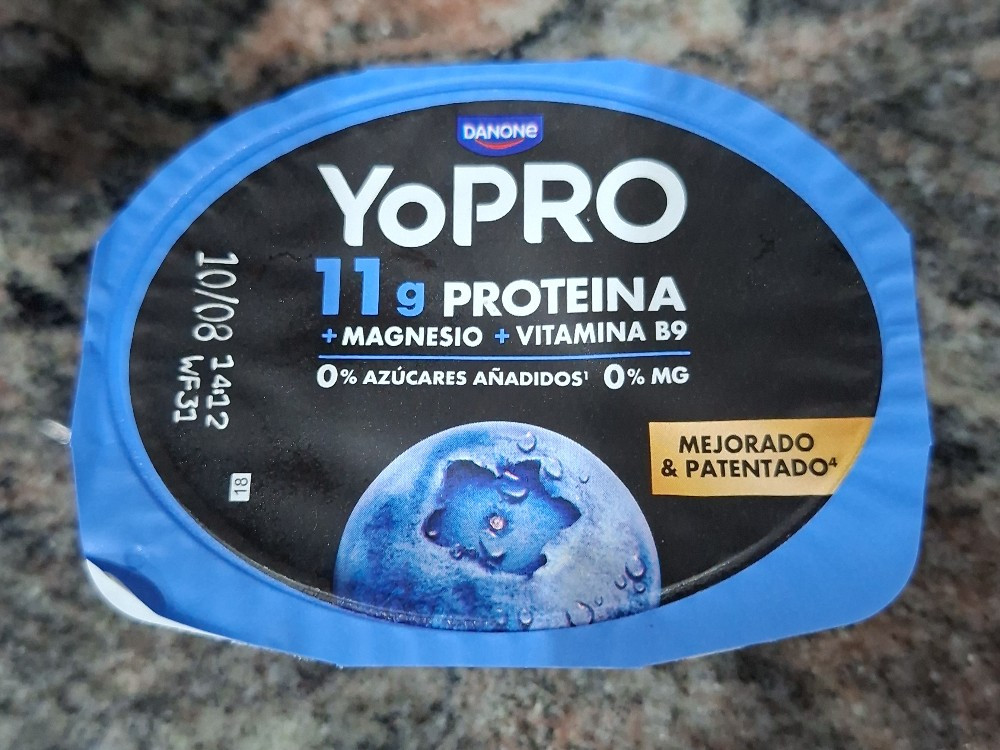 DANONE
YoPRO
11g PROTEINA
+MAGNESIO +VITAMINA B9
0% AZÚCARES AÑADIDOS¹ 0% MG
MEJORADO
& PATENTADO⁴
10/08 14:12
WF31
18